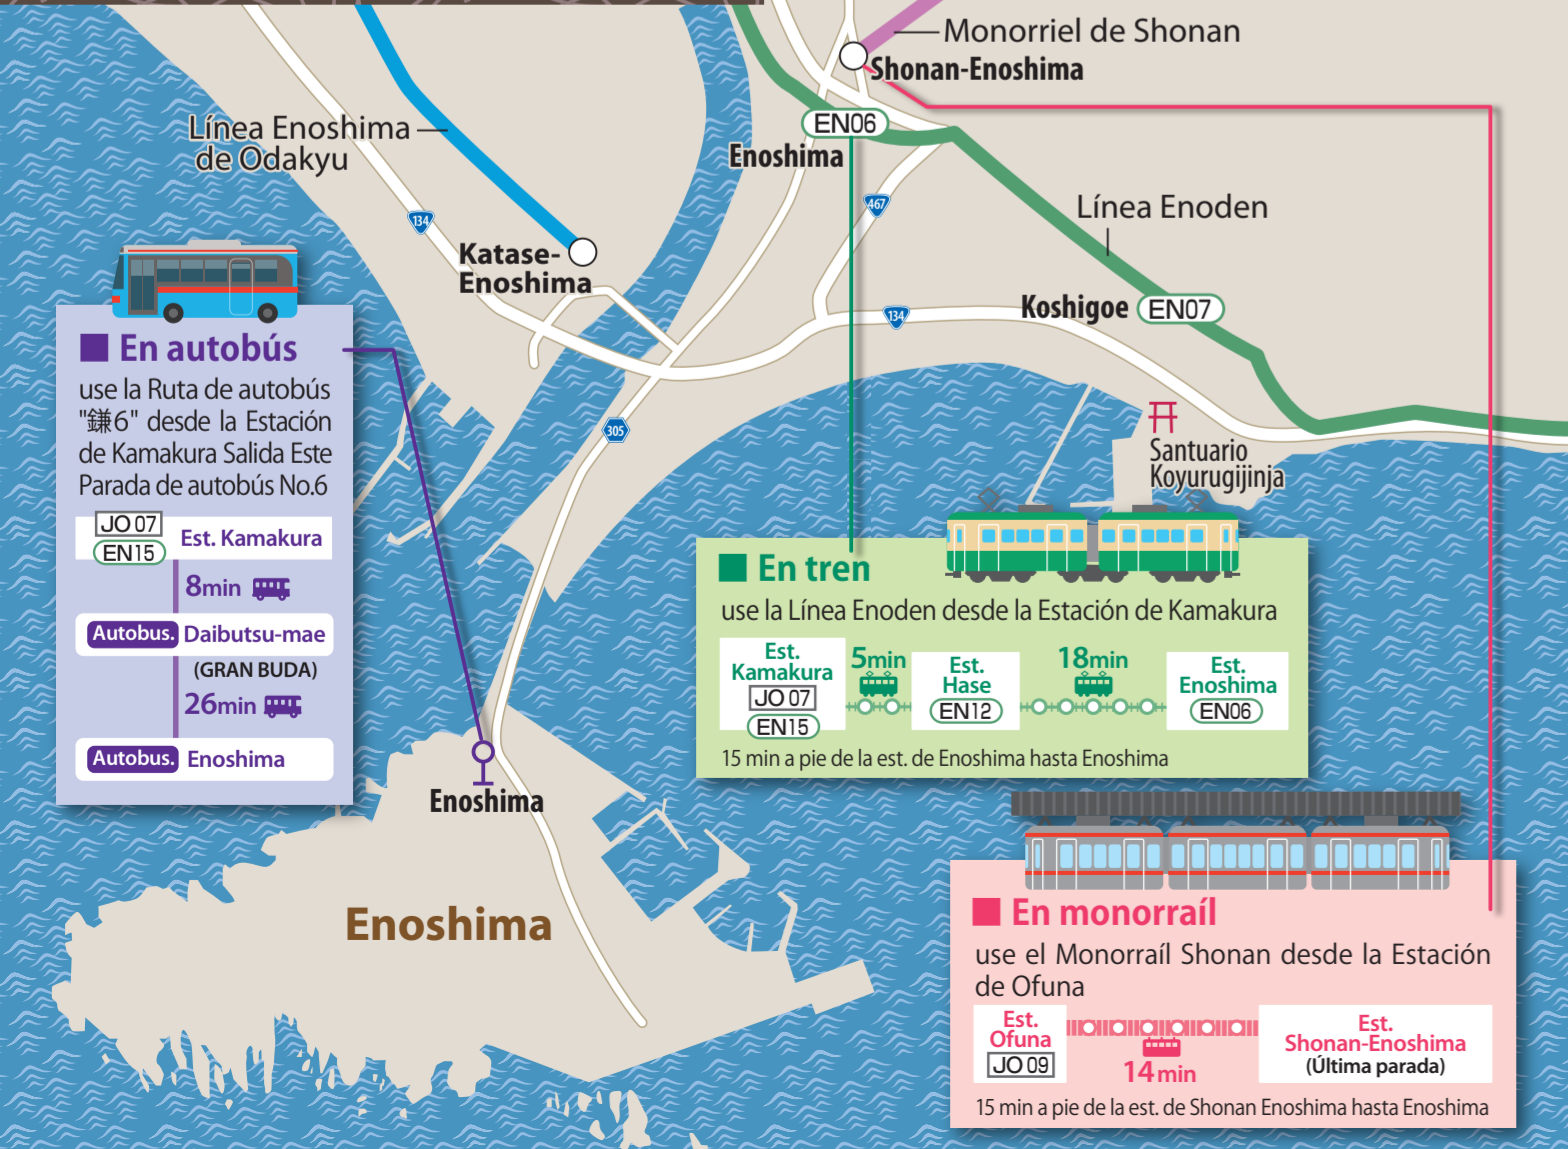 Monorriel de Shonan
Shonan-Enoshima
Línea Enoshima
de Odakyu
EN06
Enoshima
467
134
Línea Enoden
Katase-
Enoshima
Koshigoe EN07
134
305
Santuario
Koyurugijinja
■ En autobús
use la Ruta de autobús
"鎌6" desde la Estación
de Kamakura Salida Este
Parada de autobús No.6
JO 07
EN15
Est. Kamakura
8min
Autobus. Daibutsu-mae
(GRAN BUDA)
26min
Autobus. Enoshima
■ En tren
use la Línea Enoden desde la Estación de Kamakura
Est.
Kamakura
JO 07
EN15
5min
Est.
Hase
EN12
18min
Est.
Enoshima
EN06
15 min a pie de la est. de Enoshima hasta Enoshima
Enoshima
Enoshima
■ En monorraíl
use el Monorraíl Shonan desde la Estación
de Ofuna
Est.
Ofuna
JO 09
14min
Est.
Shonan-Enoshima
(Última parada)
15 min a pie de la est. de Shonan Enoshima hasta Enoshima